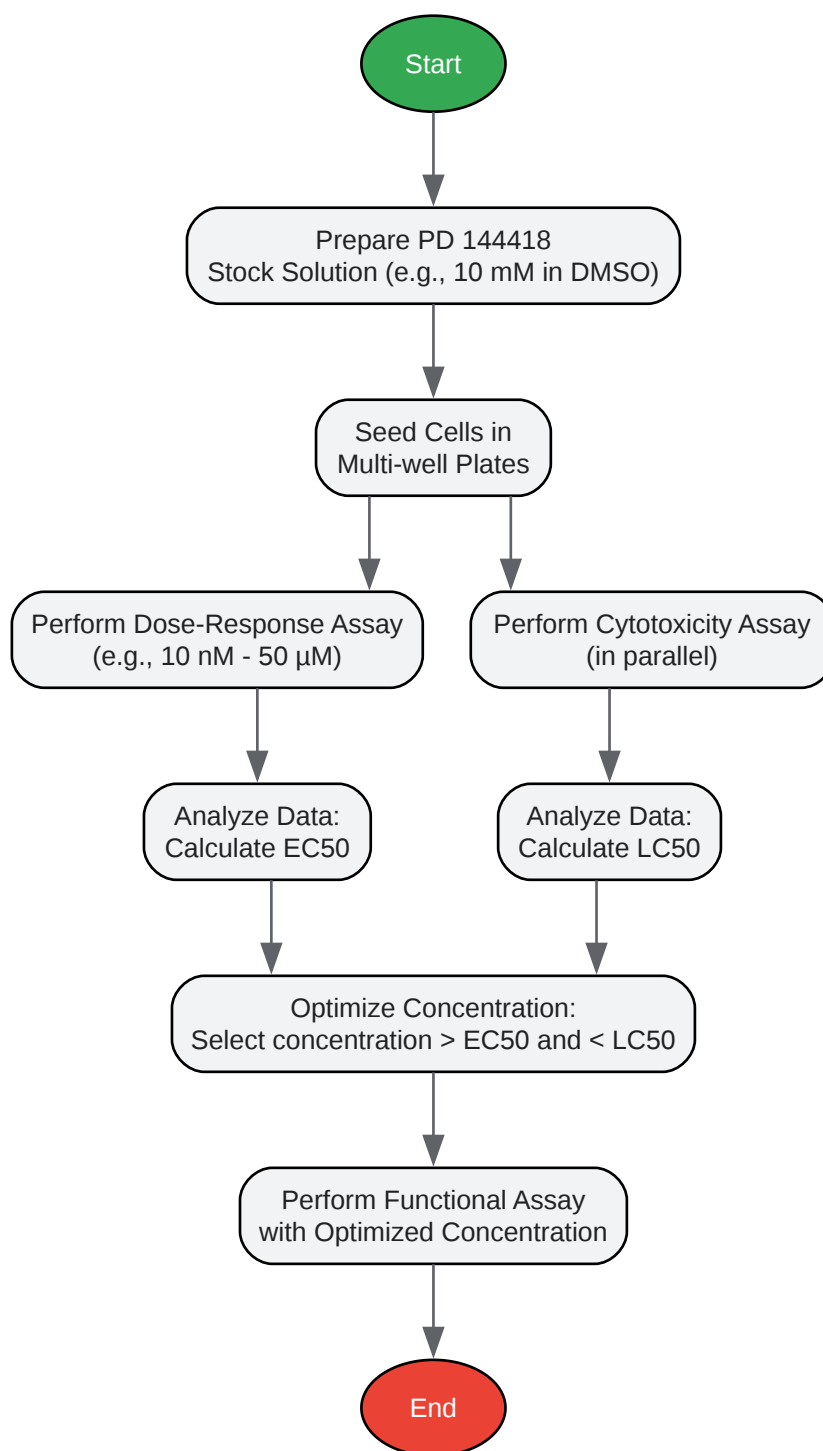 Start
Prepare PD 144418
Stock Solution (e.g., 10 mM in DMSO)
Seed Cells in
Multi-well Plates
Perform Dose-Response Assay
(e.g., 10 nM - 50 µM)
Perform Cytotoxicity Assay
(in parallel)
Analyze Data:
Calculate EC50
Analyze Data:
Calculate LC50
Optimize Concentration:
Select concentration > EC50 and < LC50
Perform Functional Assay
with Optimized Concentration
End